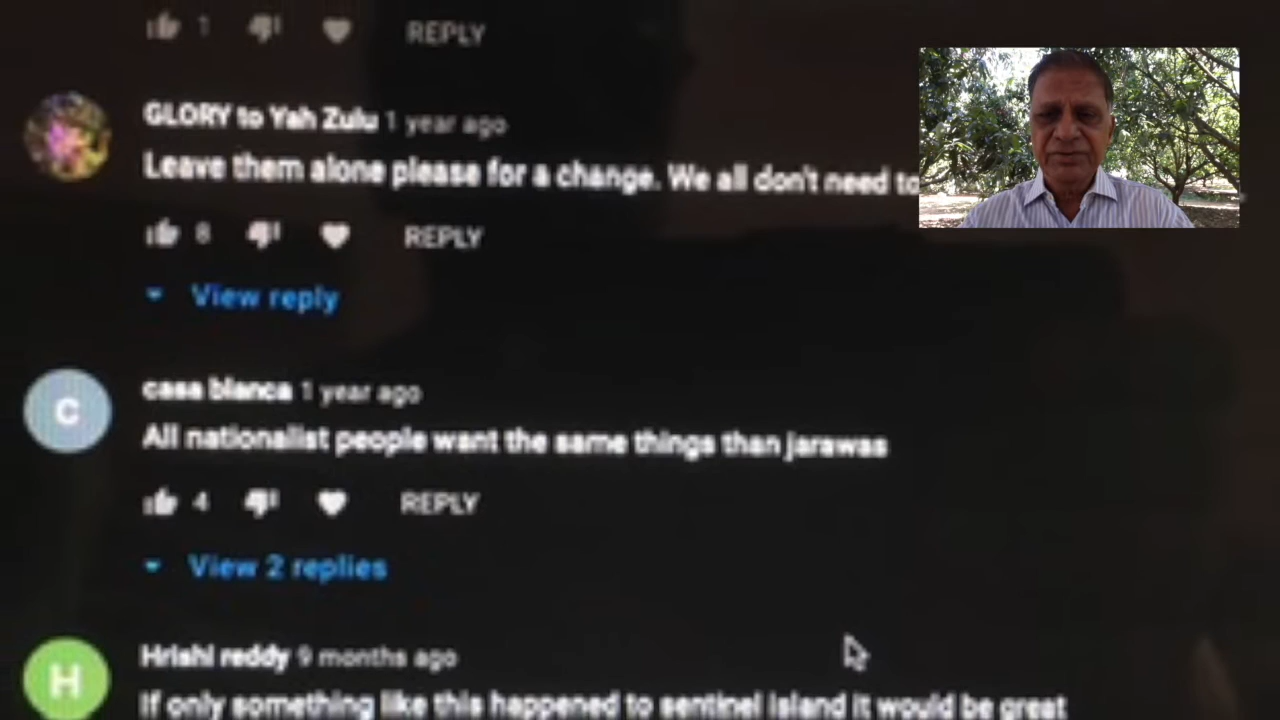 1 REPLY
GLORY to Yah Zulu 1 year ago
Leave them alone please for a change. We all don't need to
8 REPLY
View reply
C
casa blanca 1 year ago
All nationalist people want the same things than jarawas
4 REPLY
View 2 replies
H
Hrishi reddy 9 months ago
If only something like this happened to sentinel island it would be great